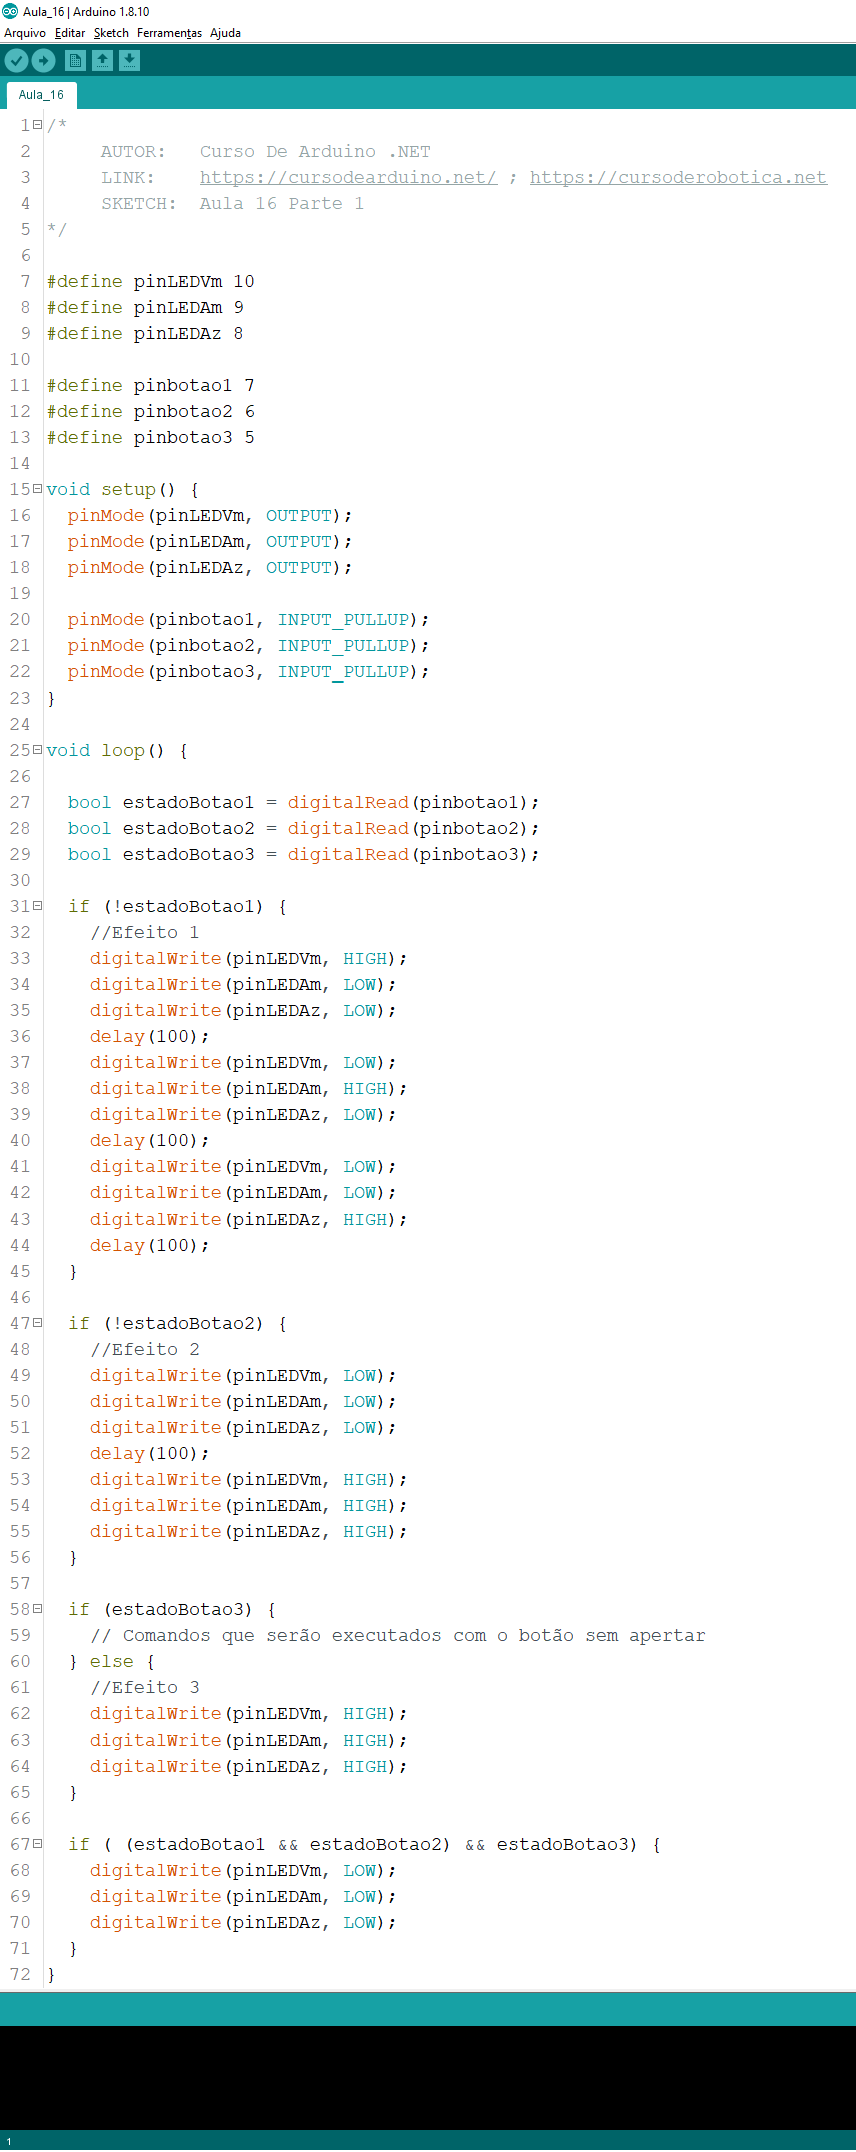 Aula_16 | Arduino 1.8.10
Arquivo Editar Sketch Ferramentas Ajuda
Aula_16
1 /*
2      AUTOR:   Curso De Arduino .NET
3      LINK:    https://cursodearduino.net/ ; https://cursoderobotica.net
4      SKETCH:  Aula 16 Parte 1
5 */
6
7 #define pinLEDVm 10
8 #define pinLEDAm 9
9 #define pinLEDAz 8
10
11 #define pinbotao1 7
12 #define pinbotao2 6
13 #define pinbotao3 5
14
15 void setup() {
16   pinMode(pinLEDVm, OUTPUT);
17   pinMode(pinLEDAm, OUTPUT);
18   pinMode(pinLEDAz, OUTPUT);
19
20   pinMode(pinbotao1, INPUT_PULLUP);
21   pinMode(pinbotao2, INPUT_PULLUP);
22   pinMode(pinbotao3, INPUT_PULLUP);
23 }
24
25 void loop() {
26
27   bool estadoBotao1 = digitalRead(pinbotao1);
28   bool estadoBotao2 = digitalRead(pinbotao2);
29   bool estadoBotao3 = digitalRead(pinbotao3);
30
31   if (!estadoBotao1) {
32     //Efeito 1
33     digitalWrite(pinLEDVm, HIGH);
34     digitalWrite(pinLEDAm, LOW);
35     digitalWrite(pinLEDAz, LOW);
36     delay(100);
37     digitalWrite(pinLEDVm, LOW);
38     digitalWrite(pinLEDAm, HIGH);
39     digitalWrite(pinLEDAz, LOW);
40     delay(100);
41     digitalWrite(pinLEDVm, LOW);
42     digitalWrite(pinLEDAm, LOW);
43     digitalWrite(pinLEDAz, HIGH);
44     delay(100);
45   }
46
47   if (!estadoBotao2) {
48     //Efeito 2
49     digitalWrite(pinLEDVm, LOW);
50     digitalWrite(pinLEDAm, LOW);
51     digitalWrite(pinLEDAz, LOW);
52     delay(100);
53     digitalWrite(pinLEDVm, HIGH);
54     digitalWrite(pinLEDAm, HIGH);
55     digitalWrite(pinLEDAz, HIGH);
56   }
57
58   if (estadoBotao3) {
59     // Comandos que serão executados com o botão sem apertar
60   } else {
61     //Efeito 3
62     digitalWrite(pinLEDVm, HIGH);
63     digitalWrite(pinLEDAm, HIGH);
64     digitalWrite(pinLEDAz, HIGH);
65   }
66
67   if ( (estadoBotao1 && estadoBotao2) && estadoBotao3) {
68     digitalWrite(pinLEDVm, LOW);
69     digitalWrite(pinLEDAm, LOW);
70     digitalWrite(pinLEDAz, LOW);
71   }
72 }
1